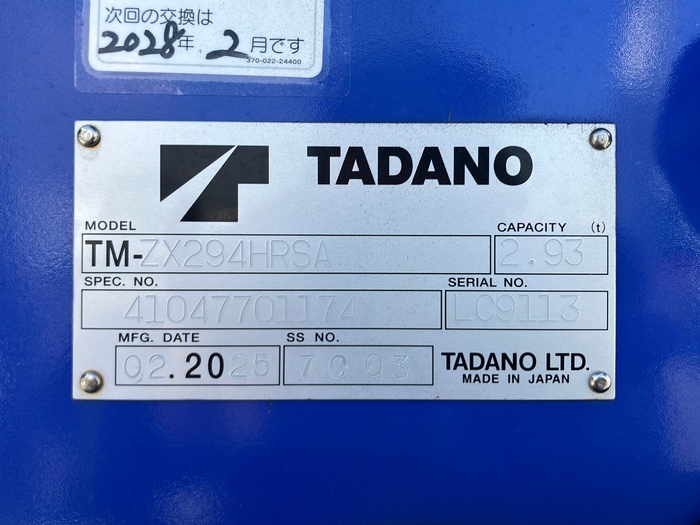 次回の交換は
2028年 2月です
370-022-24400
TADANO
MODEL CAPACITY (t)
TM-ZX294HRSA 2.93
SPEC. NO. SERIAL NO.
41047701174 LC9113
MFG. DATE SS NO.
02.2025 7C93 TADANO LTD.
MADE IN JAPAN